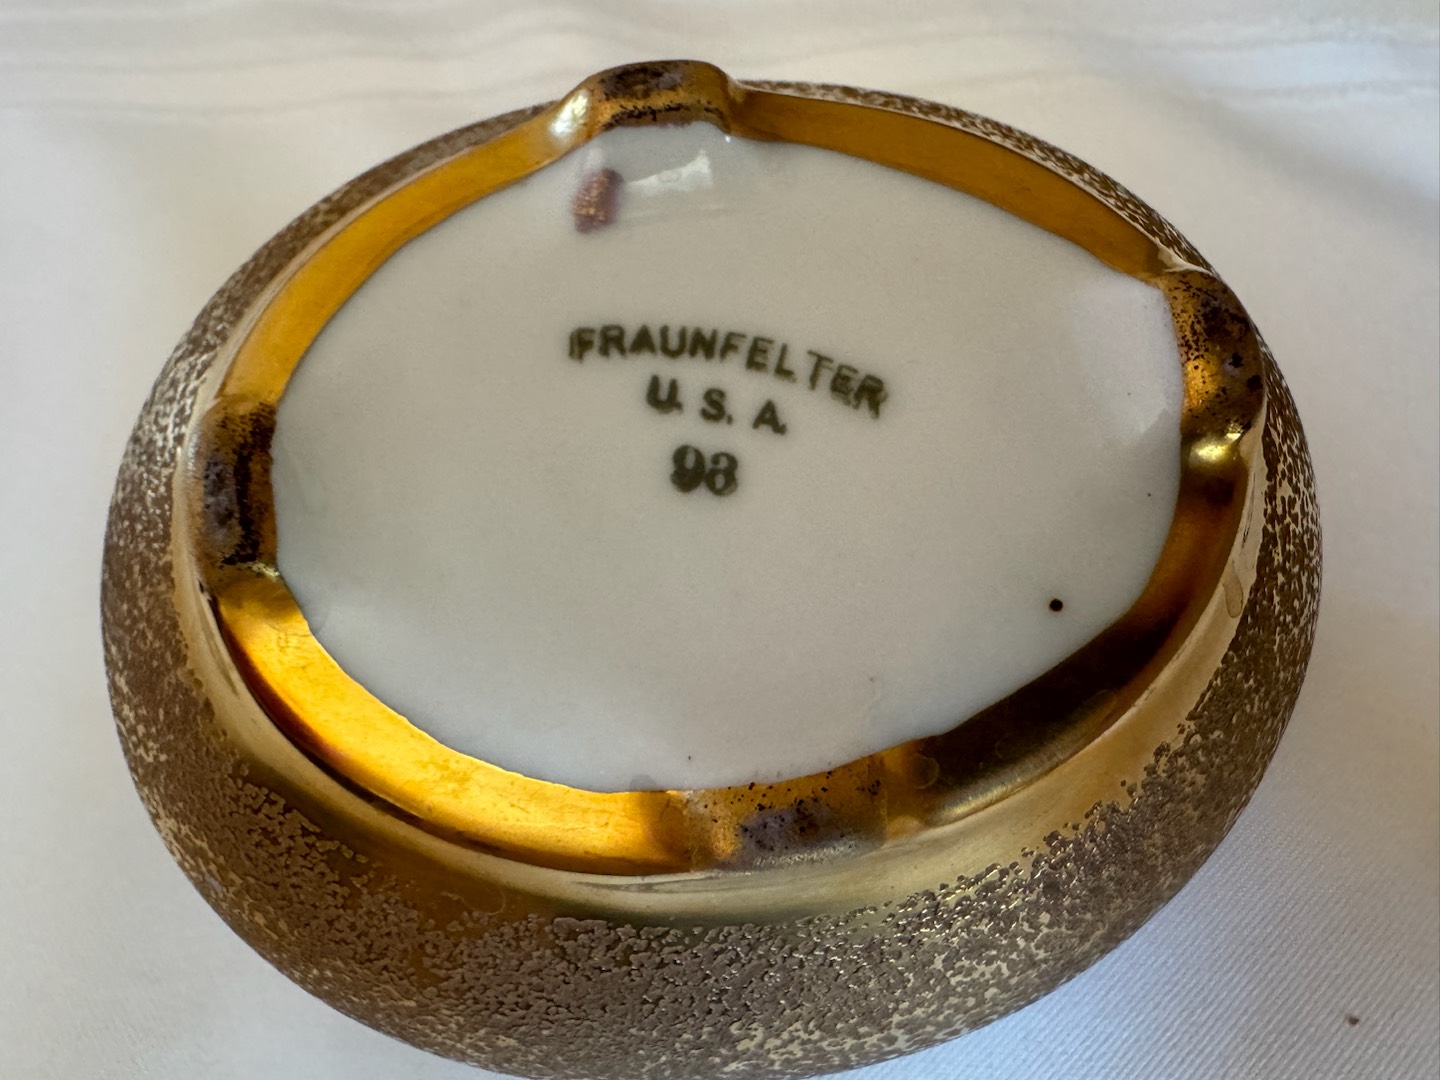 FRAUNFELTER
U. S. A.
93